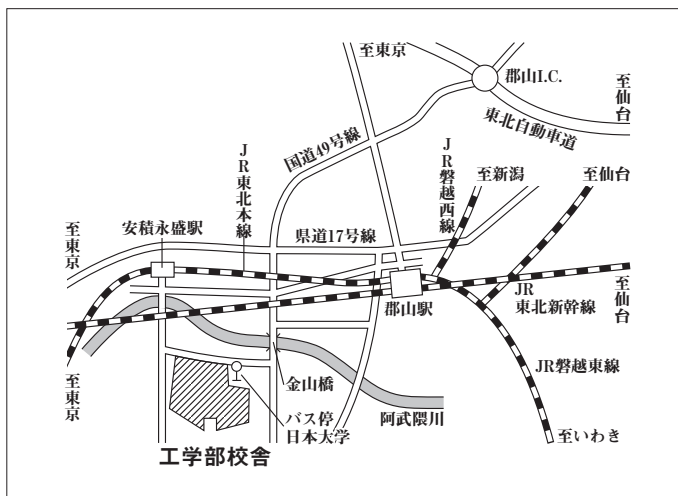 至東京
郡山I.C.
至仙台
東北自動車道
国道49号線
JR東北本線
JR磐越西線
至新潟
至仙台
安積永盛駅
県道17号線
至東京
郡山駅
JR
東北新幹線
至仙台
JR磐越東線
至東京
金山橋
バス停
日本大学
阿武隈川
至いわき
工学部校舎